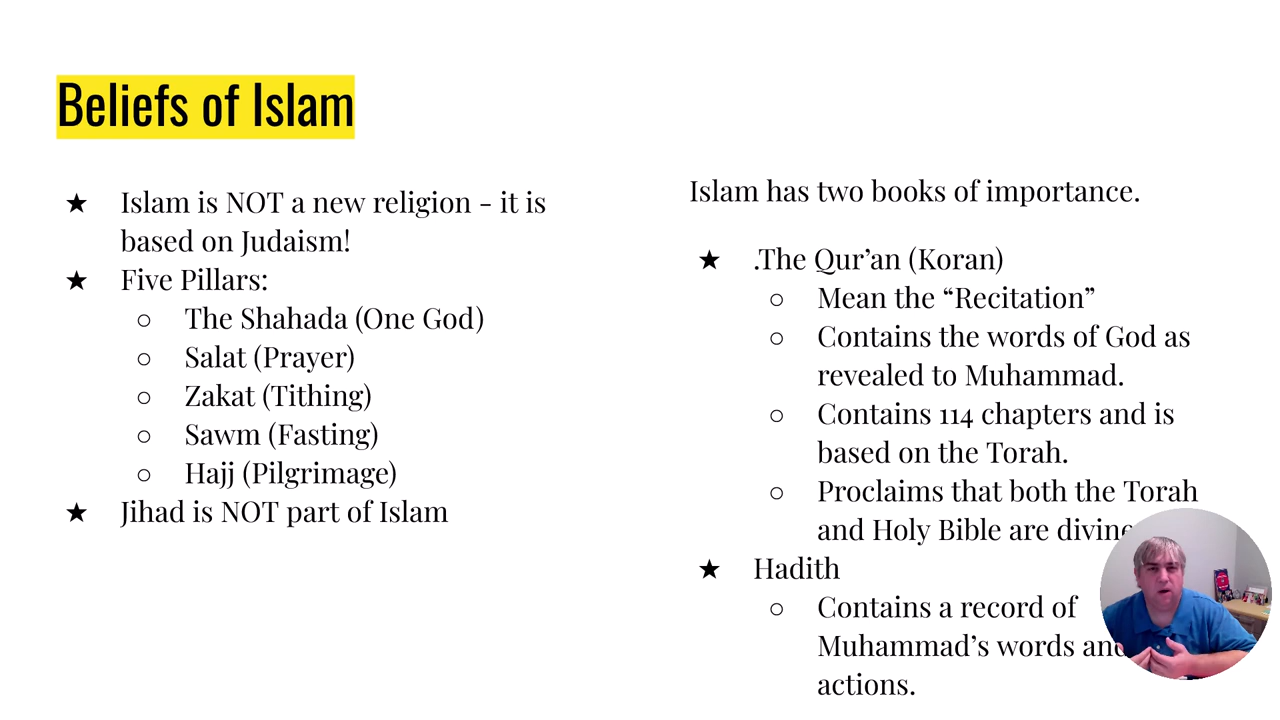 Beliefs of Islam
★ Islam is NOT a new religion - it is
based on Judaism!
★ Five Pillars:
○ The Shahada (One God)
○ Salat (Prayer)
○ Zakat (Tithing)
○ Sawm (Fasting)
○ Hajj (Pilgrimage)
★ Jihad is NOT part of Islam
Islam has two books of importance.
★ .The Qur’an (Koran)
○ Mean the “Recitation”
○ Contains the words of God as
revealed to Muhammad.
○ Contains 114 chapters and is
based on the Torah.
○ Proclaims that both the Torah
and Holy Bible are divine
★ Hadith
○ Contains a record of
Muhammad’s words and
actions.